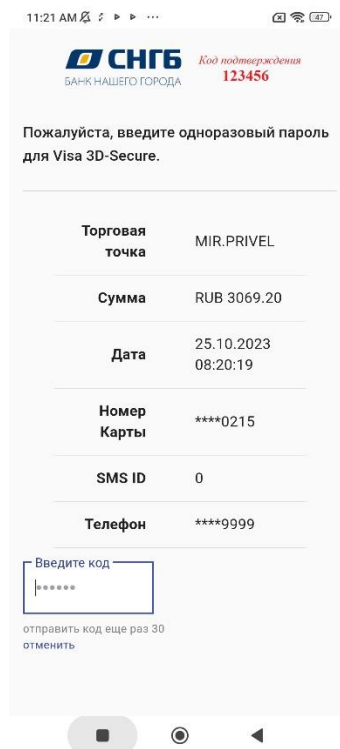 11:21 AM
47
СНГБ
БАНК НАШЕГО ГОРОДА
Код подтверждения
123456
Пожалуйста, введите одноразовый пароль
для Visa 3D-Secure.
Торговая
точка
MIR.PRIVEL
Сумма
RUB 3069.20
Дата
25.10.2023
08:20:19
Номер
Карты
****0215
SMS ID
0
Телефон
****9999
Введите код
отправить код еще раз 30
отменить